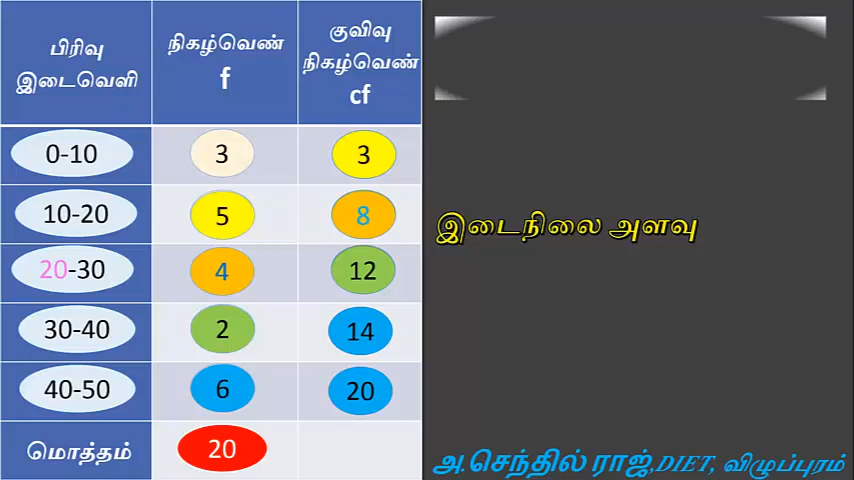 பிரிவு இடைவெளி நிகழ்வெண் f குவிவு நிகழ்வெண் cf
0-10 3 3
10-20 5 8
20-30 4 12
30-40 2 14
40-50 6 20
மொத்தம் 20
இடைநிலை அளவு
அ.செந்தில் ராஜ்,DIET, விழுப்புரம்